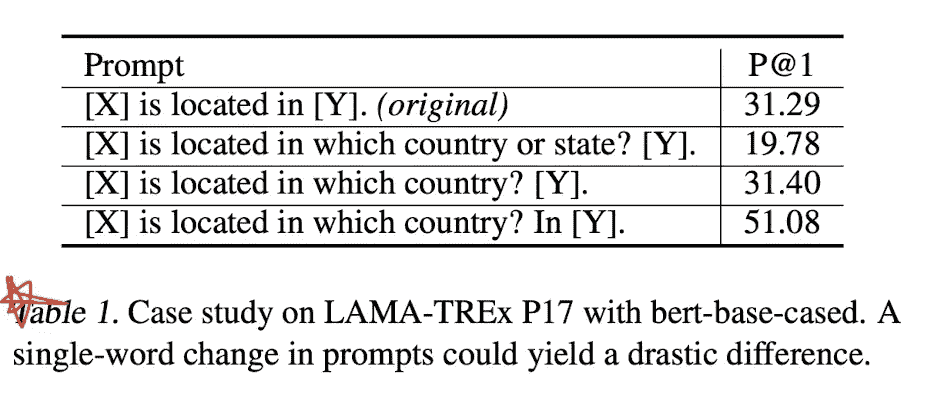 Prompt P@1
[X] is located in [Y]. (original) 31.29
[X] is located in which country or state? [Y]. 19.78
[X] is located in which country? [Y]. 31.40
[X] is located in which country? In [Y]. 51.08
Table 1. Case study on LAMA-TREx P17 with bert-base-cased. A
single-word change in prompts could yield a drastic difference.